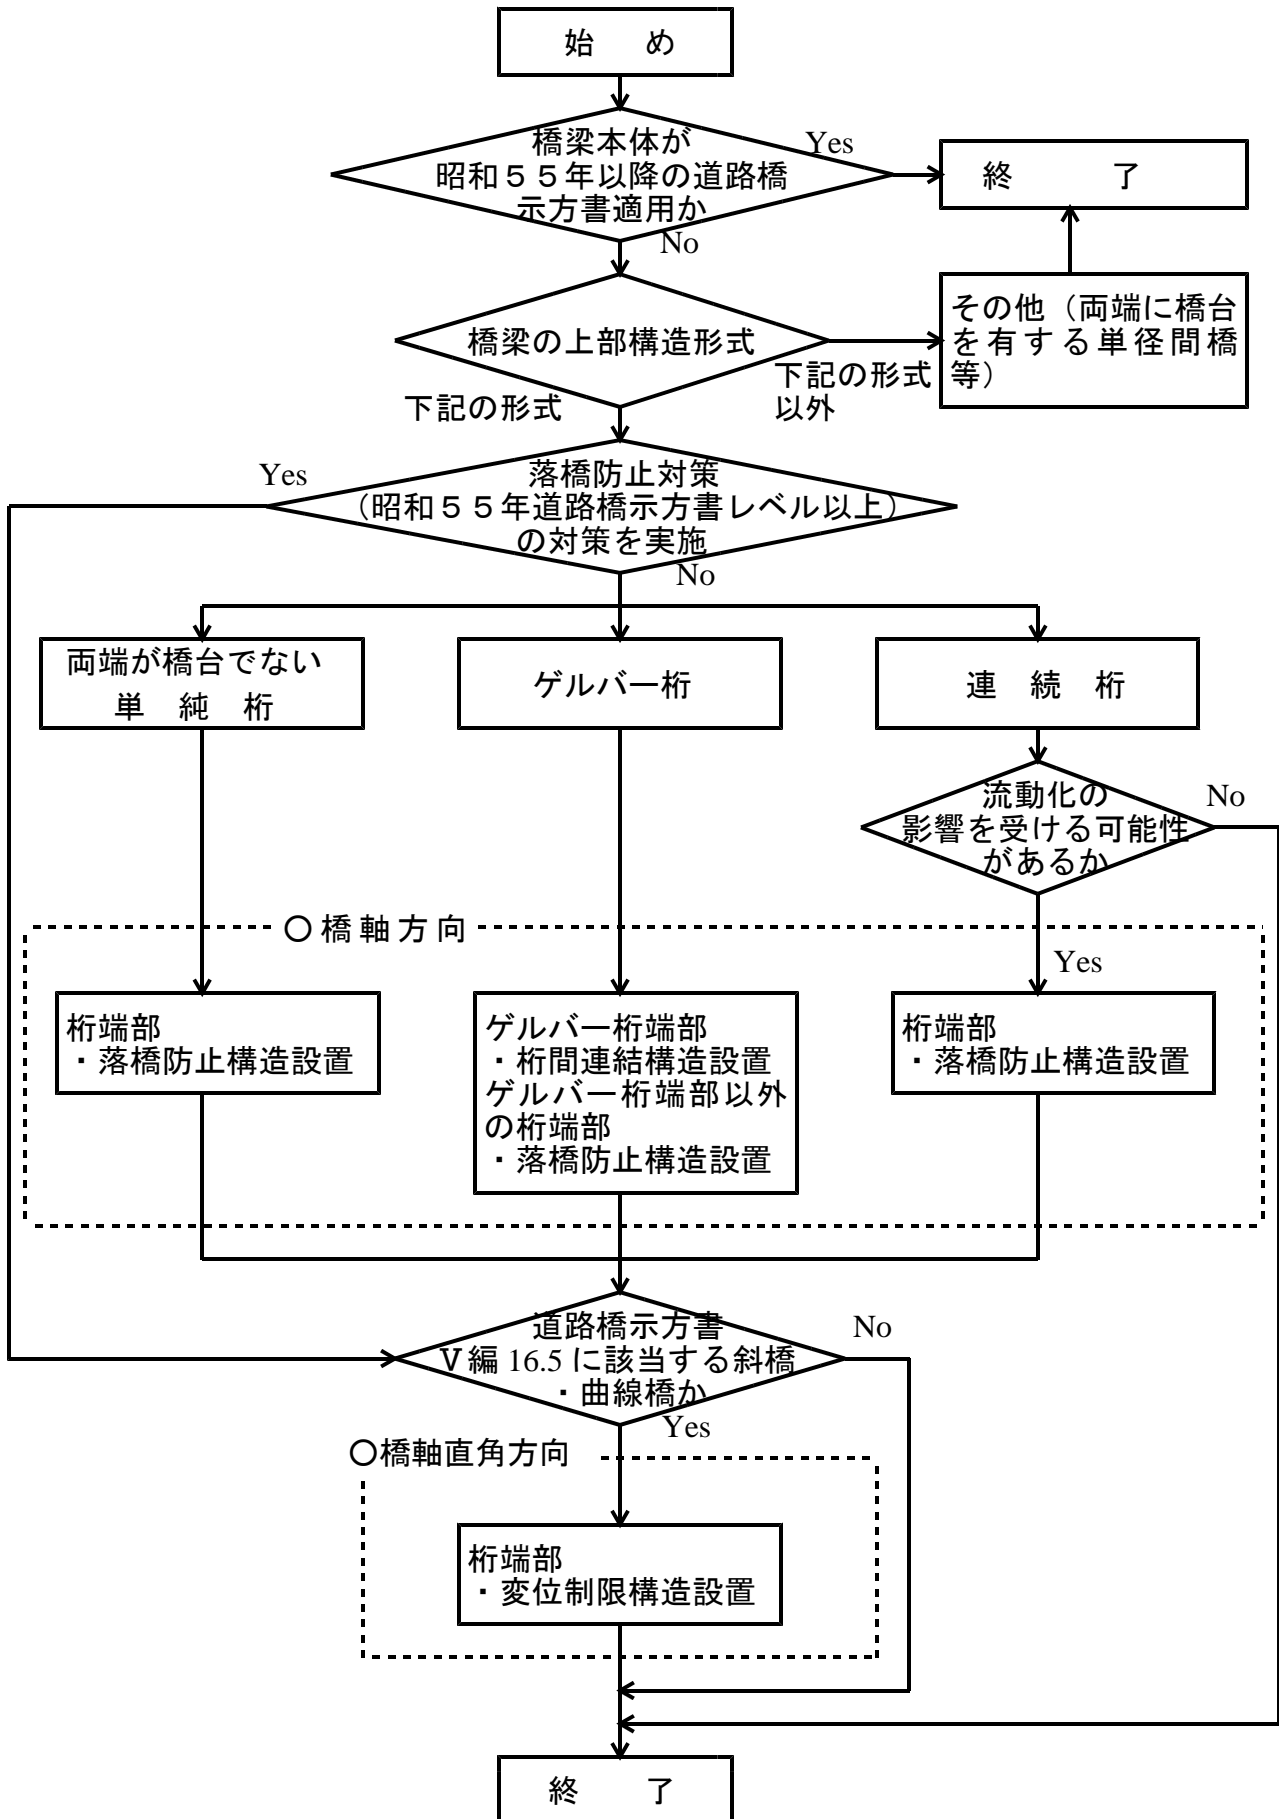 始　め
橋梁本体が
昭和５５年以降の道路橋
示方書適用か
Yes
終　了
No
橋梁の上部構造形式
下記の形式
以外
その他（両端に橋台
を有する単径間橋
等）
下記の形式
落橋防止対策
（昭和５５年道路橋示方書レベル以上）
の対策を実施
Yes
No
両端が橋台でない
単　純　桁
ゲルバー桁
連　続　桁
流動化の
影響を受ける可能性
があるか
No
Yes
〇橋軸方向
桁端部
・落橋防止構造設置
ゲルバー桁端部
・桁間連結構造設置
ゲルバー桁端部以外
の桁端部
・落橋防止構造設置
桁端部
・落橋防止構造設置
道路橋示方書
Ⅴ編 16.5 に該当する斜橋
・曲線橋か
No
Yes
〇橋軸直角方向
桁端部
・変位制限構造設置
終　了